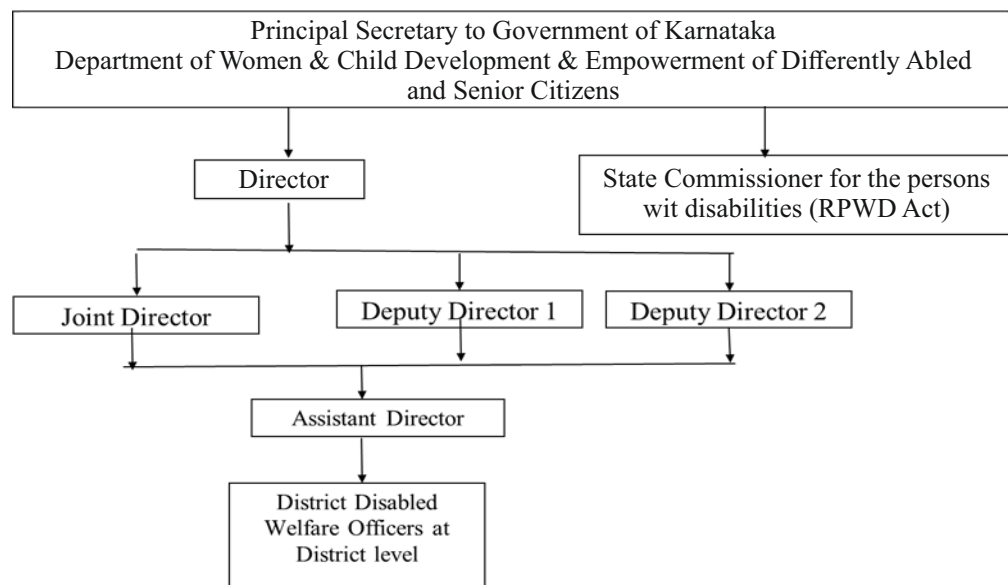 Principal Secretary to Government of Karnataka
Department of Women & Child Development & Empowerment of Differently Abled
and Senior Citizens
Director
State Commissioner for the persons
wit disabilities (RPWD Act)
Joint Director
Deputy Director 1
Deputy Director 2
Assistant Director
District Disabled
Welfare Officers at
District level